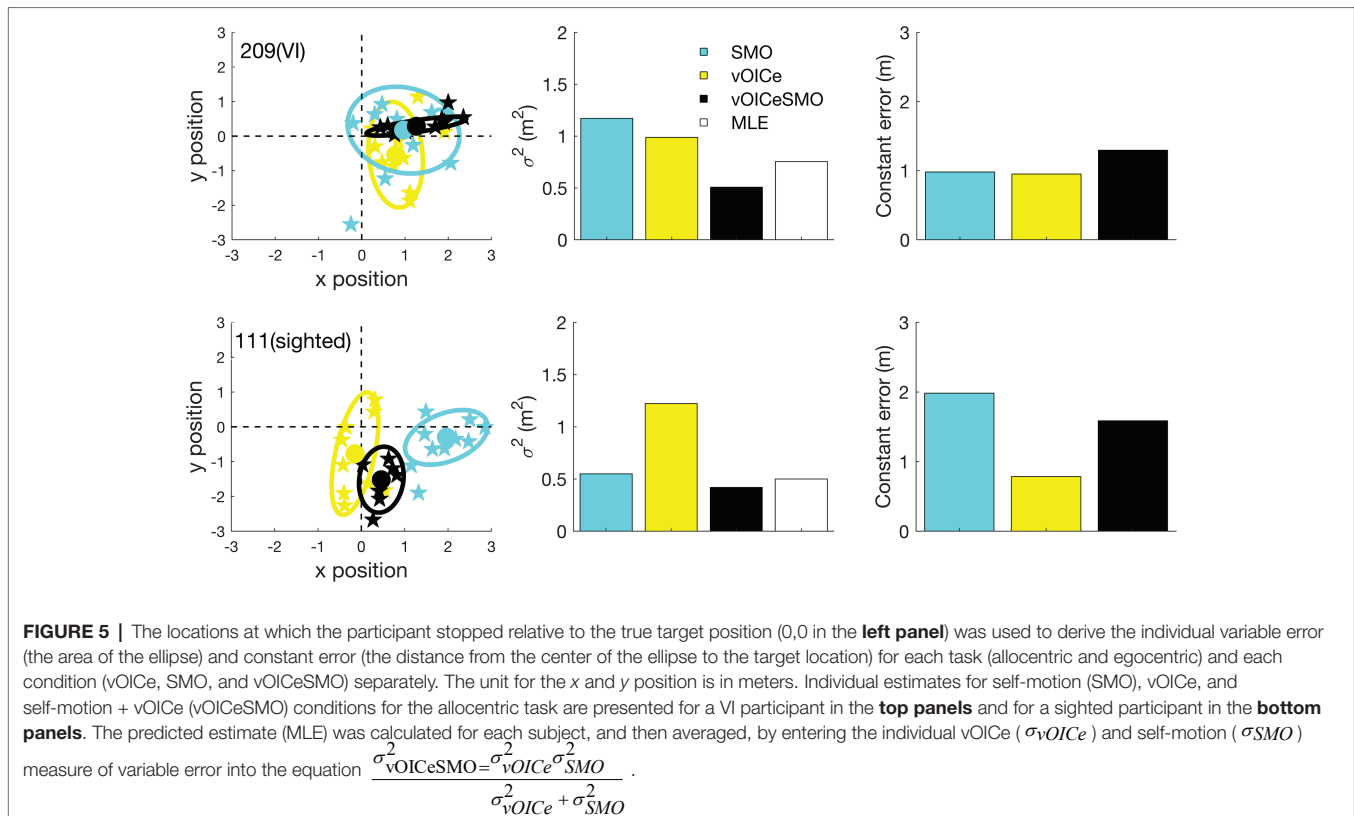 209(VI)
y position
3
2
1
0
-1
-2
-3
-3 -2 -1 0 1 2 3
x position
σ² (m²)
2
1.5
1
0.5
0
SMO
vOICe
vOICeSMO
MLE
Constant error (m)
3
2
1
0
111(sighted)
y position
3
2
1
0
-1
-2
-3
-3 -2 -1 0 1 2 3
x position
σ² (m²)
2
1.5
1
0.5
0
Constant error (m)
3
2
1
0
FIGURE 5 | The locations at which the participant stopped relative to the true target position (0,0 in the left panel) was used to derive the individual variable error
(the area of the ellipse) and constant error (the distance from the center of the ellipse to the target location) for each task (allocentric and egocentric) and each
condition (vOICe, SMO, and vOICeSMO) separately. The unit for the x and y position is in meters. Individual estimates for self-motion (SMO), vOICe, and
self-motion + vOICe (vOICeSMO) conditions for the allocentric task are presented for a VI participant in the top panels and for a sighted participant in the bottom
panels. The predicted estimate (MLE) was calculated for each subject, and then averaged, by entering the individual vOICe (σvOICe) and self-motion (σSMO)
measure of variable error into the equation σ²vOICeSMO=σ²vOICeσ²SMO
σ²vOICe + σ²SMO .